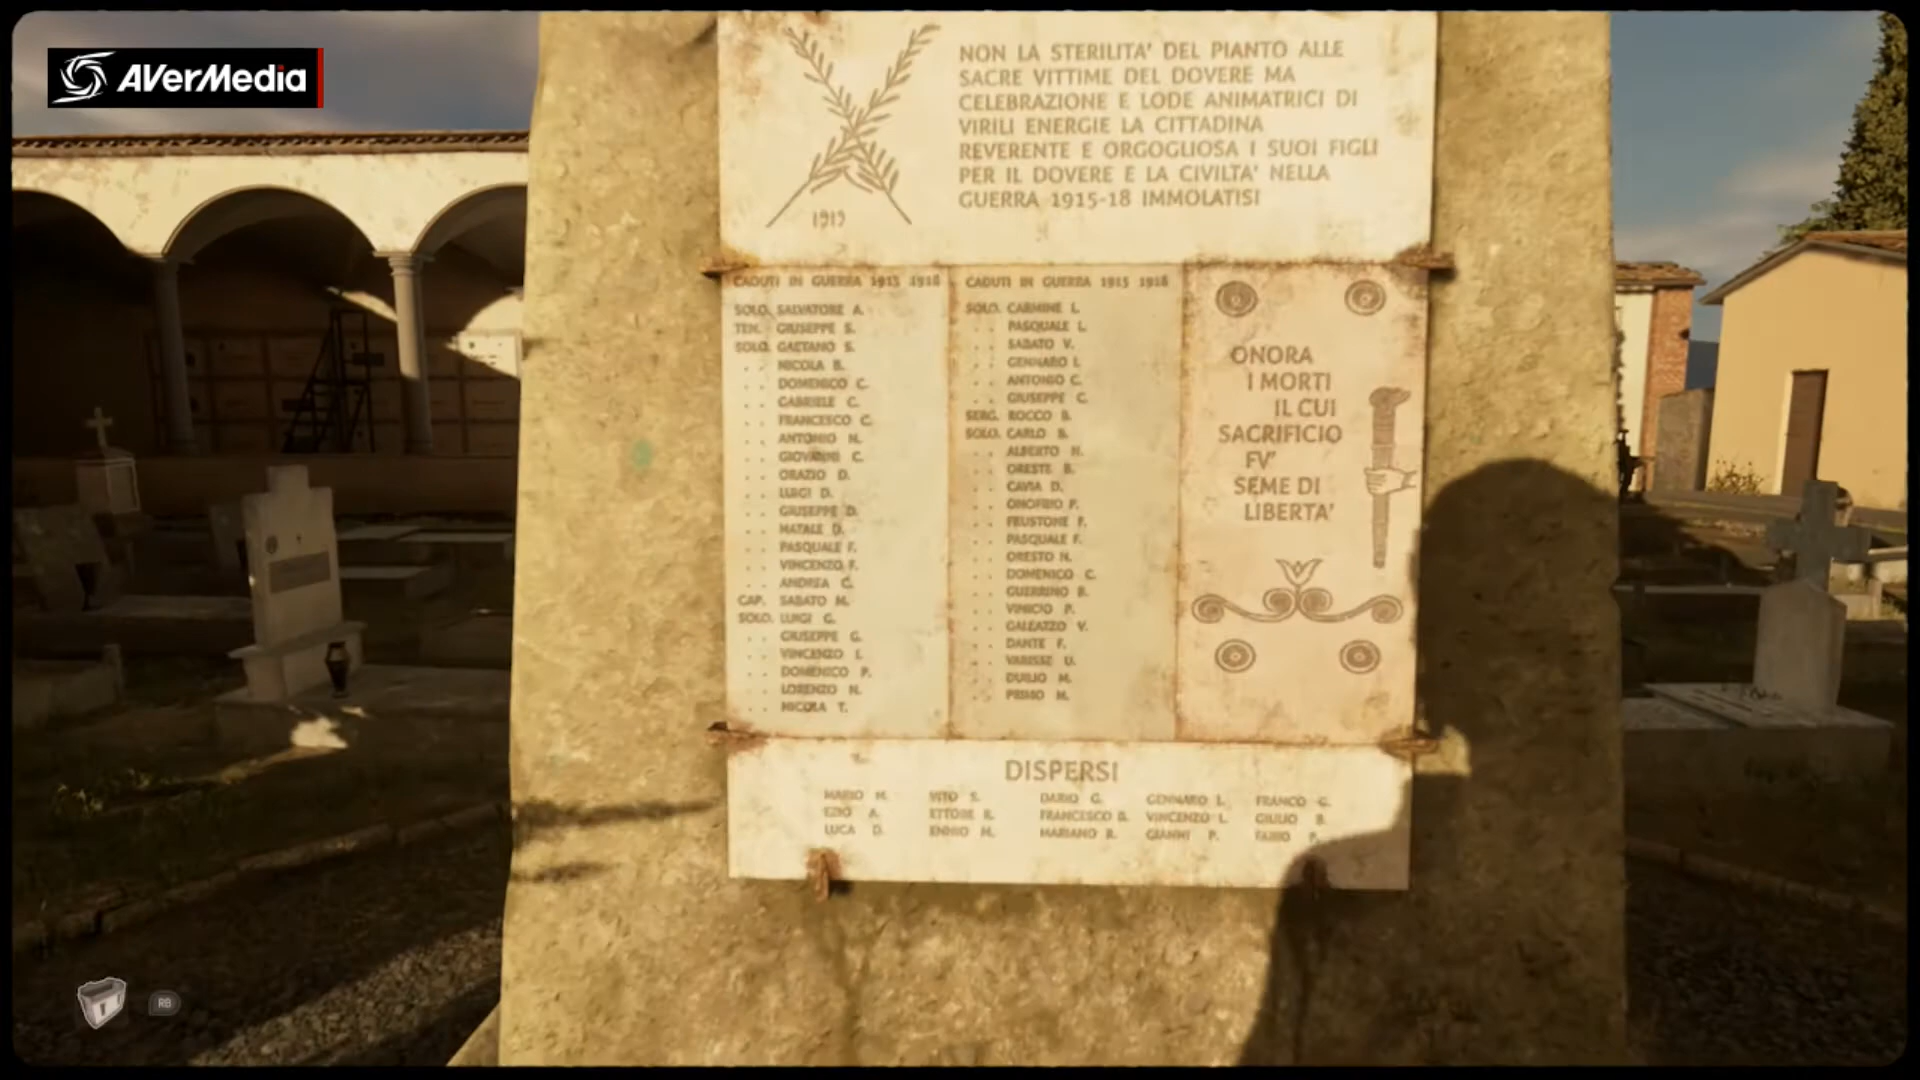 AVerMedia
NON LA STERILITA' DEL PIANTO ALLE
SACRE VITTIME DEL DOVERE MA
CELEBRAZIONE E LODE ANIMATRICI DI
VIRILI ENERGIE LA CITTADINA
REVERENTE E ORGOGLIOSA I SUOI FIGLI
PER IL DOVERE E LA CIVILTA' NELLA
GUERRA 1915-18 IMMOLATISI
1915
CADUTI IN GUERRA 1915 1918
SOLD. SALVATORE A.
TEN. GIUSEPPE S.
SOLD. GAETANO S.
. . NICOLA B.
. . DOMENICO C.
. . GABRIELE C.
. . FRANCESCO C.
. . ANTONIO N.
. . GIOVANNI C.
. . ORAZIO D.
. . LUIGI D.
. . GIUSEPPE D.
. . NATALE D.
. . PASQUALE F.
. . VINCENZO F.
. . ANDREA G.
CAP. SABATO M.
SOLD. LUIGI G.
. . GIUSEPPE G.
. . VINCENZO I.
. . DOMENICO P.
. . LORENZO N.
. . NICOLA T.
CADUTI IN GUERRA 1915 1918
SOLD. CARMINE L.
. . PASQUALE L.
. . SABATO V.
. . GENNARO I.
. . ANTONIO C.
. . GIUSEPPE C.
SERG. ROCCO B.
SOLD. CARLO B.
. . ALBERTO N.
. . ORESTE B.
. . CAVIA D.
. . ONOFRIO P.
. . FEUSTONE F.
. . PASQUALE F.
. . ORESTO N.
. . DOMENICO C.
. . GUERRINO B.
. . VINICIO P.
. . GALEAZZO V.
. . DANTE F.
. . VARISSE U.
. . DUILIO M.
. . PRIMO M.
ONORA
I MORTI
IL CUI
SACRIFICIO
FV'
SEME DI
LIBERTA'
DISPERSI
MARIO M. VITO S. DARIO G. GENNARO L. FRANCO G.
EZIO A. ETTORE R. FRANCESCO B. VINCENZO L. GIULIO B.
LUCA D. ENNIO M. MARIANO R. GIANNI P. FABIO P.
RB